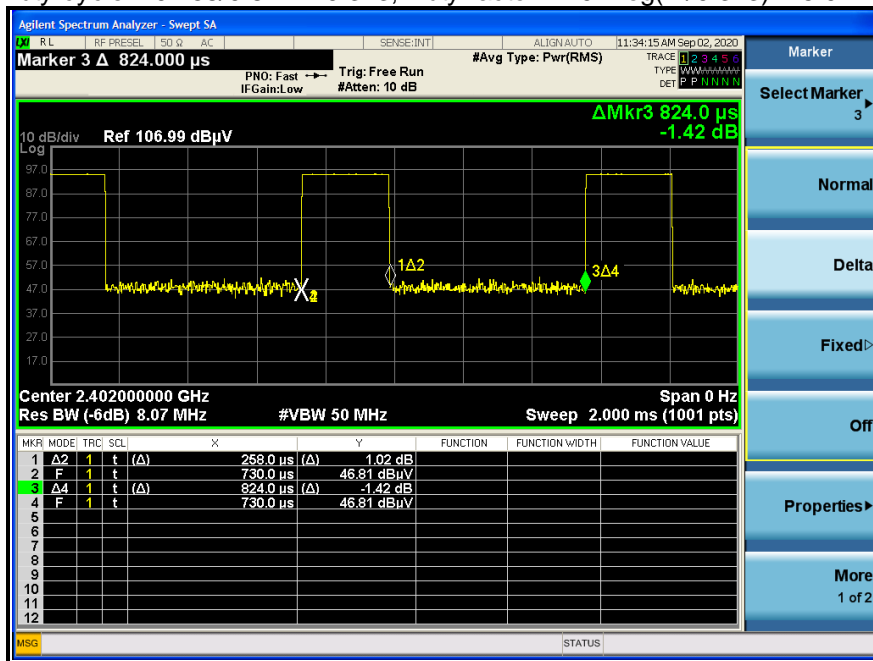 Agilent Spectrum Analyzer - Swept SA
LXI RL RF PRESEL 50 Ω AC SENSE:INT ALIGNAUTO 11:34:15 AM Sep 02, 2020
Marker 3 Δ 824.000 µs
PNO: Fast
IFGain:Low
Trig: Free Run
#Atten: 10 dB
#Avg Type: Pwr(RMS)
TRACE 1 2 3 4 5 6
TYPE
DET P P N N N N
ΔMkr3 824.0 µs
-1.42 dB
10 dB/div Ref 106.99 dBµV
Log
97.0
87.0
77.0
67.0
57.0
47.0
37.0
27.0
17.0
1Δ2
3Δ4
Center 2.402000000 GHz Span 0 Hz
Res BW (-6dB) 8.07 MHz #VBW 50 MHz Sweep 2.000 ms (1001 pts)
MKR MODE TRC SCL X Y FUNCTION FUNCTION WIDTH FUNCTION VALUE
1 Δ2 1 t (Δ) 258.0 µs (Δ) 1.02 dB
2 F 1 t 730.0 µs 46.81 dBµV
3 Δ4 1 t (Δ) 824.0 µs (Δ) -1.42 dB
4 F 1 t 730.0 µs 46.81 dBµV
5
6
7
8
9
10
11
12
MSG STATUS
Marker
Select Marker
3
Normal
Delta
Fixed
Off
Properties
More
1 of 2